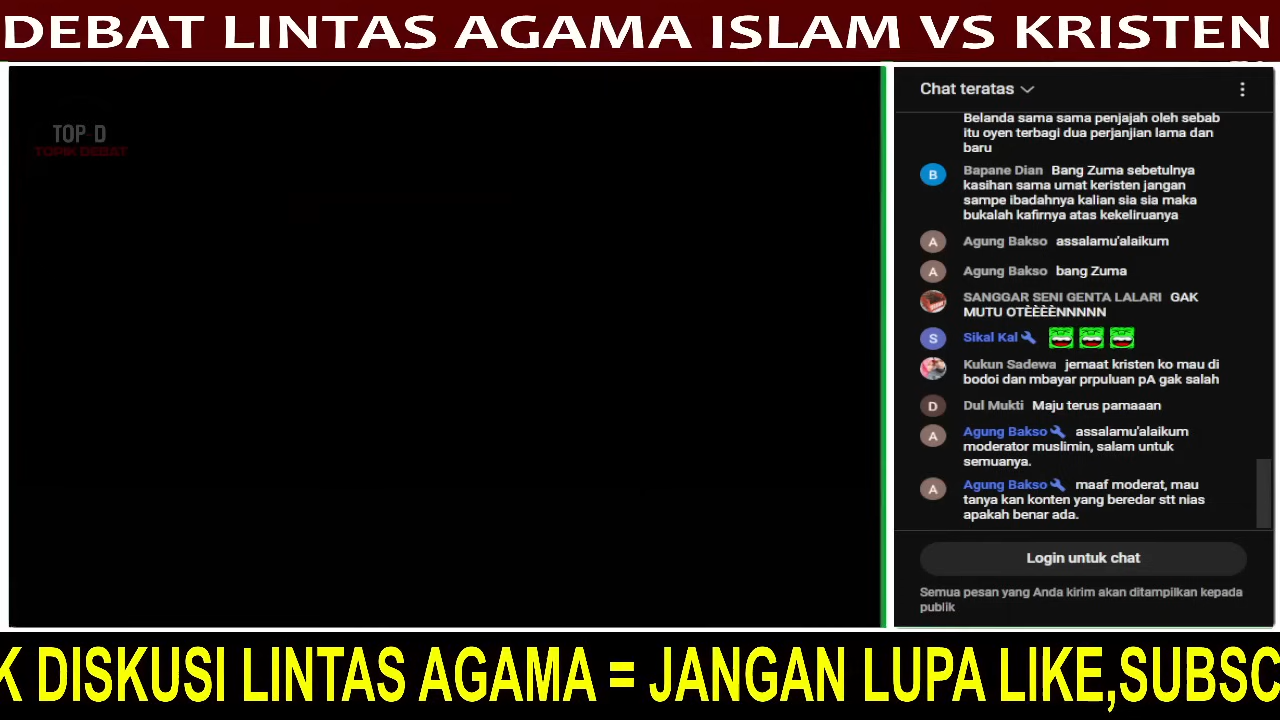 DEBAT LINTAS AGAMA ISLAM VS KRISTEN
TOP-D
TOPIK DEBAT
Chat teratas
Belanda sama sama penjajah oleh sebab
itu oyen terbagi dua perjanjian lama dan
baru
B
Bapane Dian Bang Zuma sebetulnya
kasihan sama umat keristen jangan
sampe ibadahnya kalian sia sia maka
bukalah kafirnya atas kekeliruanya
A
Agung Bakso assalamu'alaikum
A
Agung Bakso bang Zuma
SANGGAR SENI GENTA LALARI GAK
MUTU OTÈÈÈÈNNNNN
S
Sikal Kal
Kukun Sadewa jemaat kristen ko mau di
bodoi dan mbayar prpuluan pA gak salah
D
Dul Mukti Maju terus pamaaan
A
Agung Bakso assalamu'alaikum
moderator muslimin, salam untuk
semuanya.
A
Agung Bakso maaf moderat, mau
tanya kan konten yang beredar stt nias
apakah benar ada.
Login untuk chat
Semua pesan yang Anda kirim akan ditampilkan kepada
publik
K DISKUSI LINTAS AGAMA = JANGAN LUPA LIKE,SUBSC